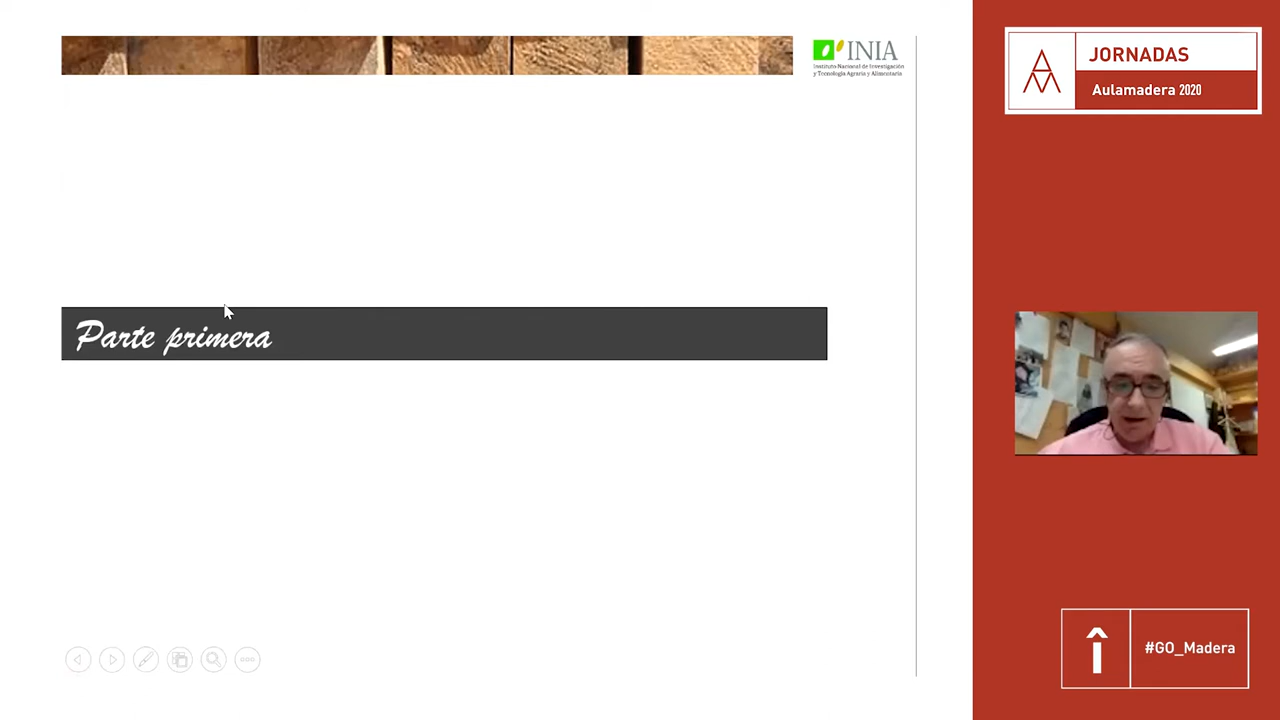 INIA
Instituto Nacional de Investigación
y Tecnología Agraria y Alimentaria
JORNADAS
Aulamadera 2020
Parte primera
#GO_Madera